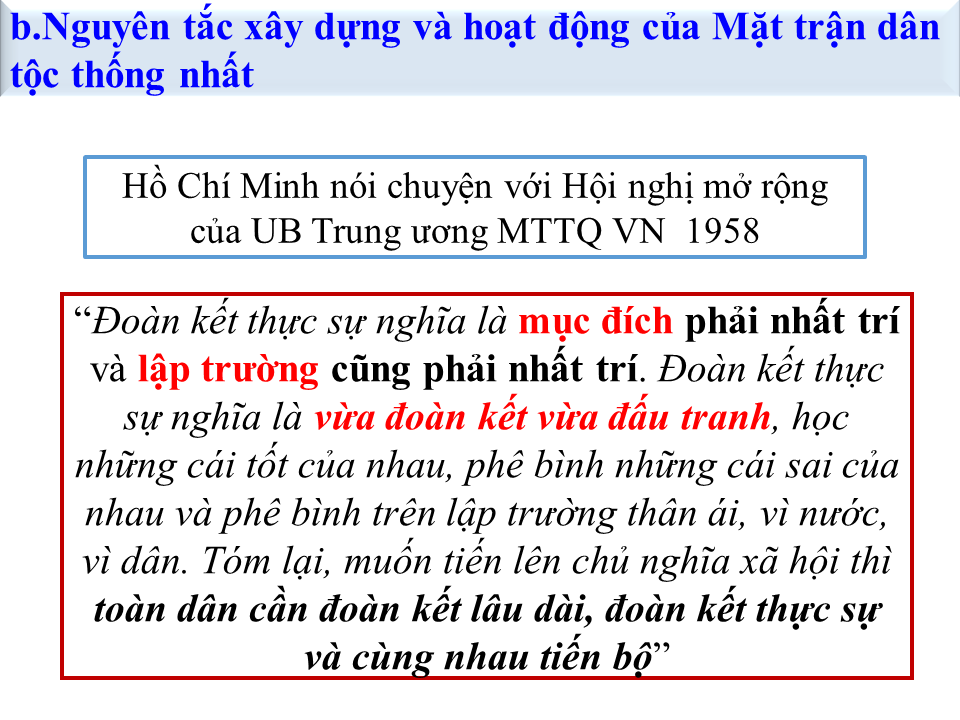 b.Nguyên tắc xây dựng và hoạt động của Mặt trận dân
tộc thống nhất
Hồ Chí Minh nói chuyện với Hội nghị mở rộng
của UB Trung ương MTTQ VN 1958
“Đoàn kết thực sự nghĩa là mục đích phải nhất trí
và lập trường cũng phải nhất trí. Đoàn kết thực
sự nghĩa là vừa đoàn kết vừa đấu tranh, học
những cái tốt của nhau, phê bình những cái sai của
nhau và phê bình trên lập trường thân ái, vì nước,
vì dân. Tóm lại, muốn tiến lên chủ nghĩa xã hội thì
toàn dân cần đoàn kết lâu dài, đoàn kết thực sự
và cùng nhau tiến bộ”